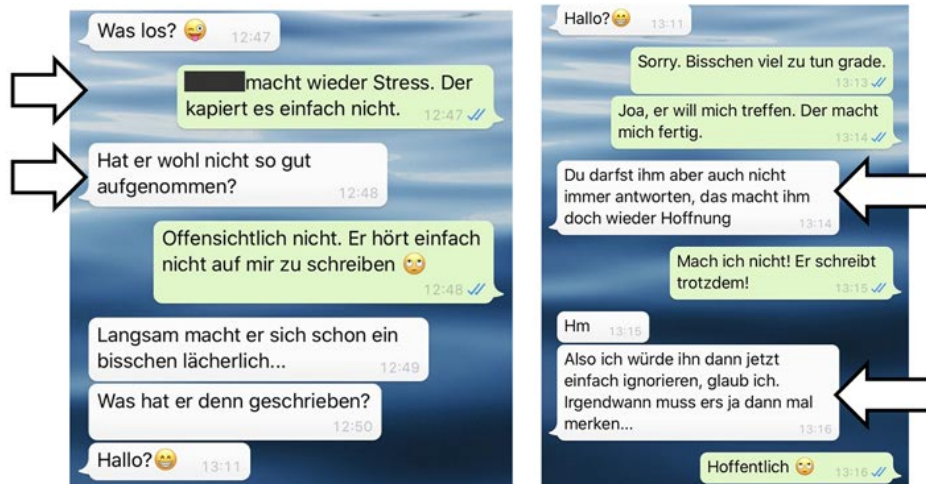 Was los? 😜 12:47
macht wieder Stress. Der
kapiert es einfach nicht. 12:47
Hat er wohl nicht so gut
aufgenommen? 12:48
Offensichtlich nicht. Er hört einfach
nicht auf mir zu schreiben 🙄
12:48
Langsam macht er sich schon ein
bisschen lächerlich... 12:49
Was hat er denn geschrieben?
12:50
Hallo?😁 13:11
Hallo?😁 13:11
Sorry. Bisschen viel zu tun grade.
13:13
Joa, er will mich treffen. Der macht
mich fertig. 13:14
Du darfst ihm aber auch nicht
immer antworten, das macht ihm
doch wieder Hoffnung 13:14
Mach ich nicht! Er schreibt
trotzdem! 13:15
Hm 13:15
Also ich würde ihn dann jetzt
einfach ignorieren, glaub ich.
Irgendwann muss ers ja dann mal
merken... 13:16
Hoffentlich 🙄 13:16